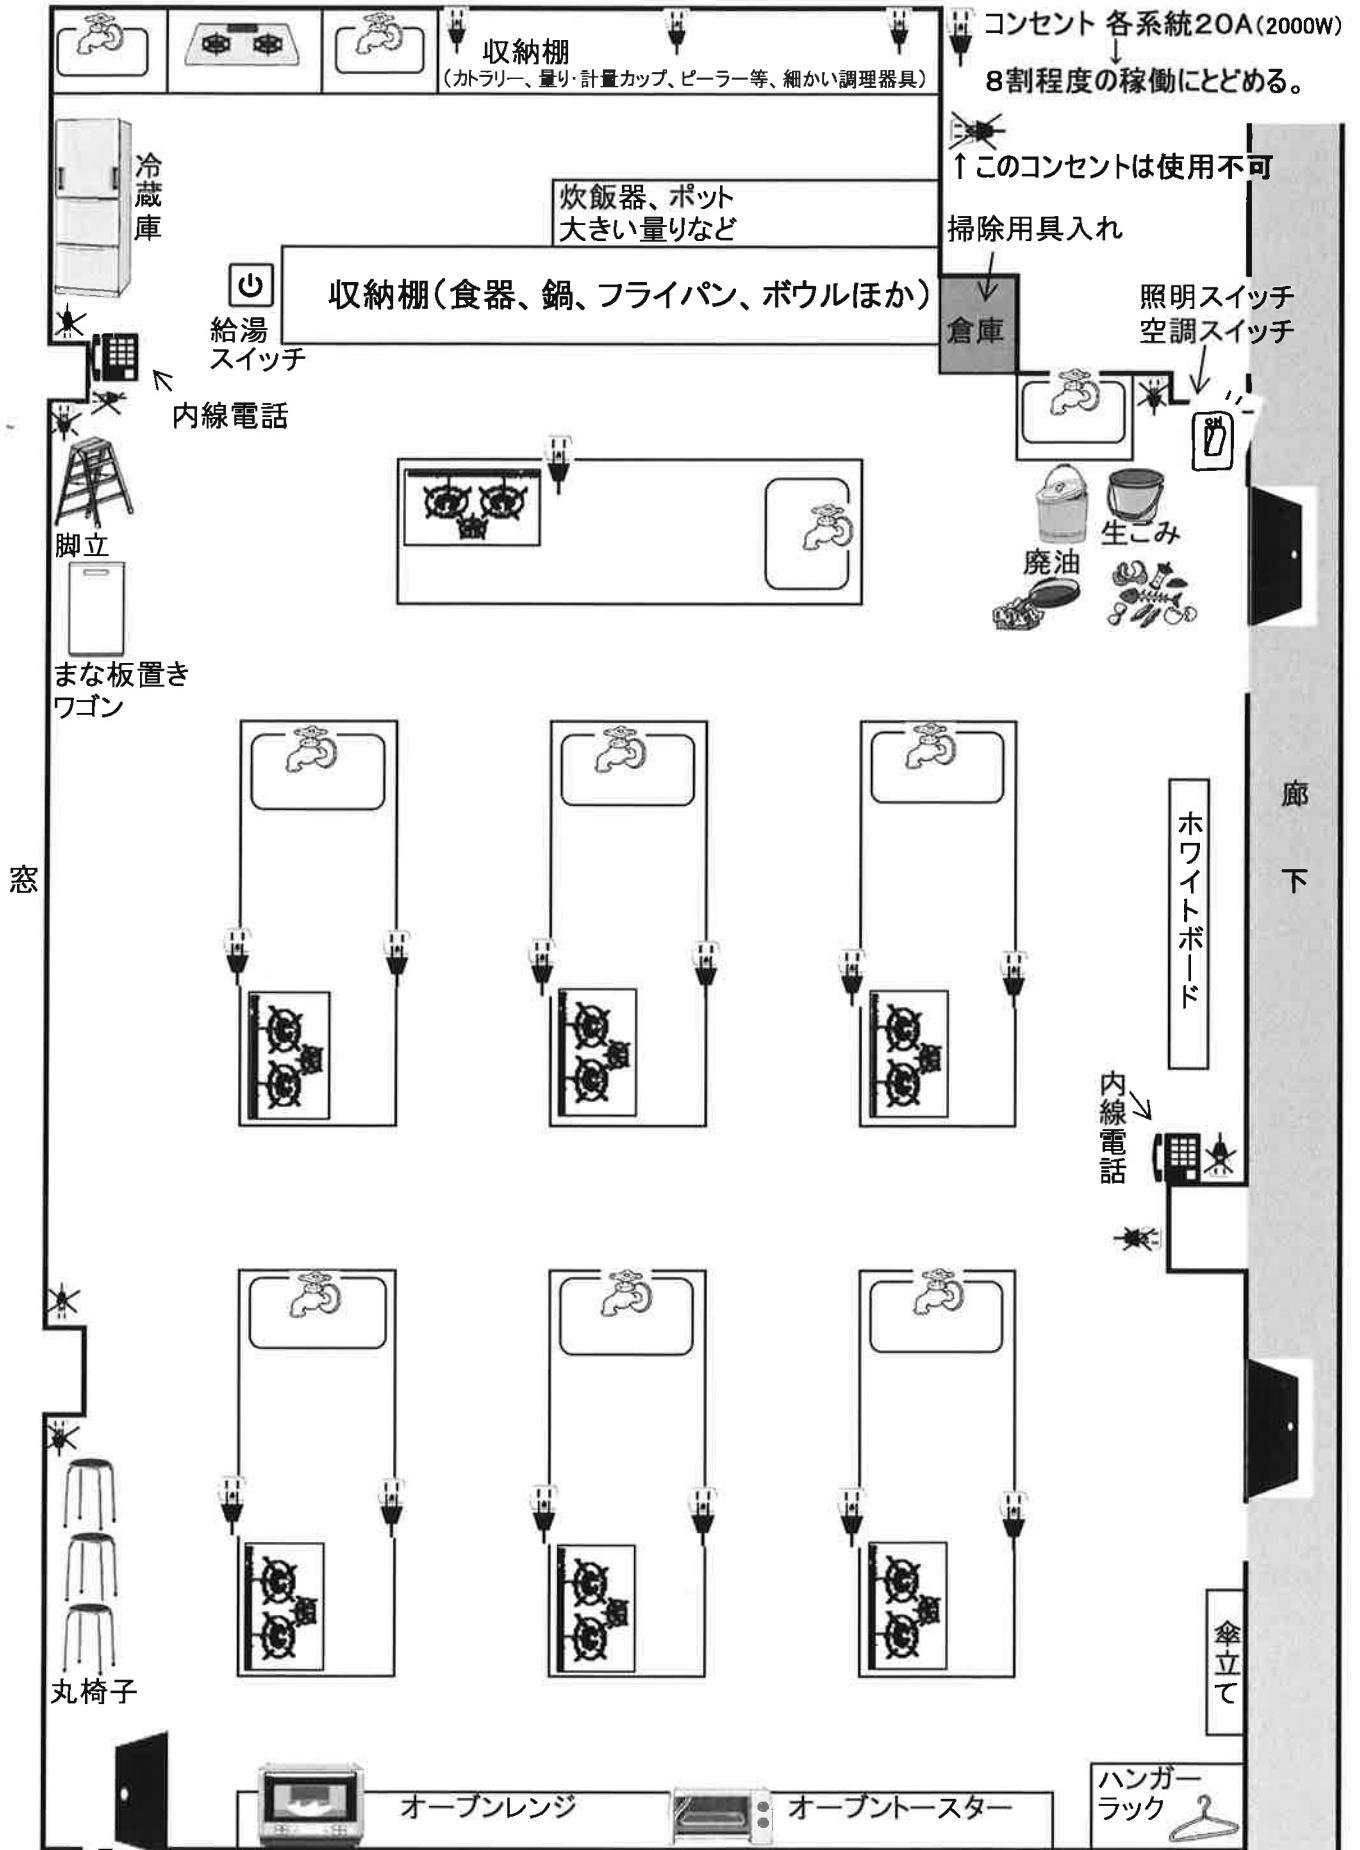 コンセント 各系統20A(2000W)
↓
8割程度の稼働にとどめる。
収納棚
(カトラリー、量り・計量カップ、ピーラー等、細かい調理器具)
↑このコンセントは使用不可
冷蔵庫
炊飯器、ポット
大きい量りなど
掃除用具入れ
収納棚(食器、鍋、フライパン、ボウルほか)
倉庫
照明スイッチ
空調スイッチ
給湯
スイッチ
内線電話
ON
脚立
生ごみ
廃油
まな板置き
ワゴン
窓
ホワイトボード
廊下
内線電話
丸椅子
傘立て
オーブンレンジ
オーブントースター
ハンガー
ラック